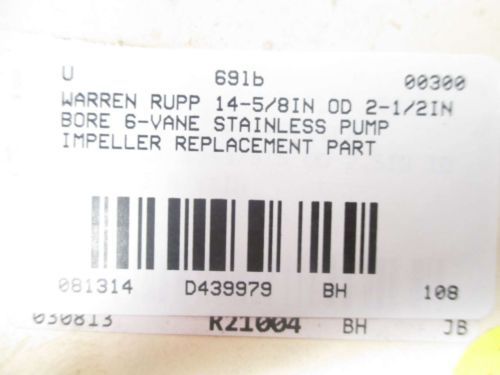 U 69lb 00300
WARREN RUPP 14-5/8IN OD 2-1/2IN
BORE 6-VANE STAINLESS PUMP
IMPELLER REPLACEMENT PART
081314 D439979 BH 108
030813 R21004 BH JB